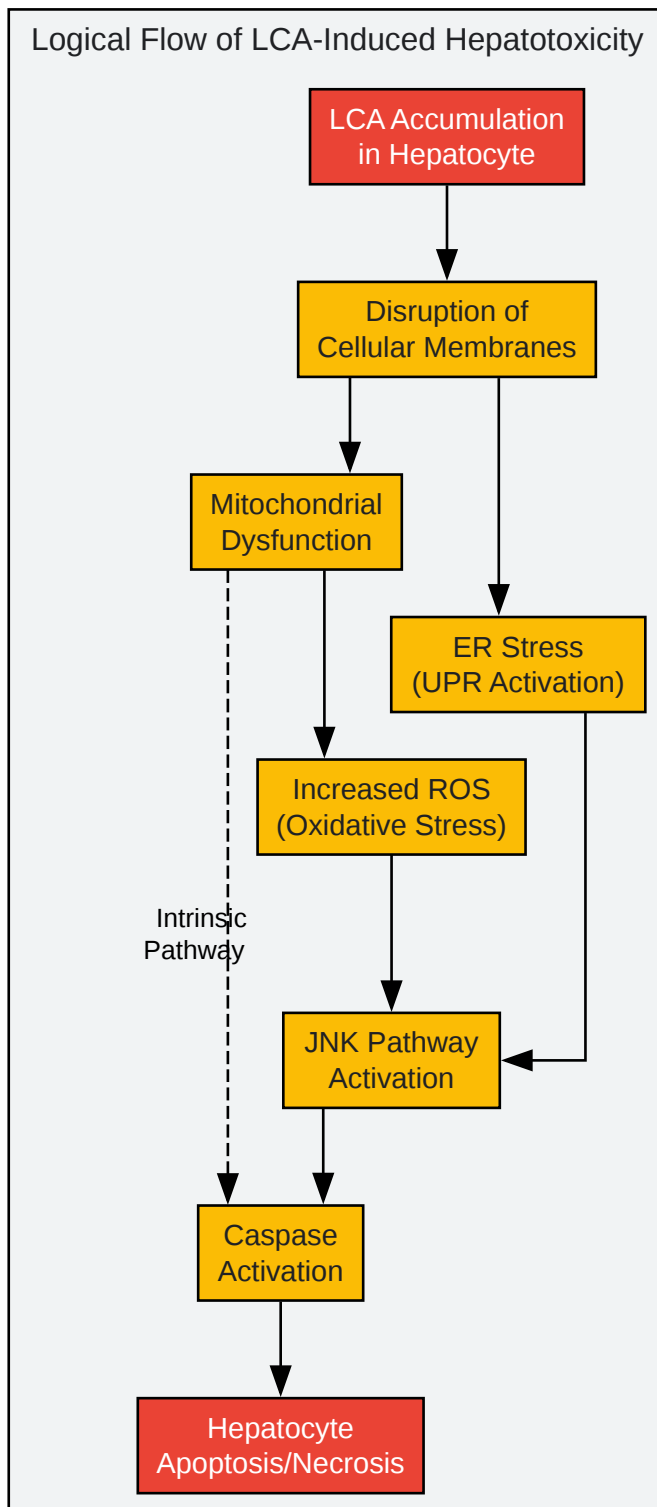 Logical Flow of LCA-Induced Hepatotoxicity
LCA Accumulation
in Hepatocyte
Disruption of
Cellular Membranes
Mitochondrial
Dysfunction
ER Stress
(UPR Activation)
Increased ROS
(Oxidative Stress)
Intrinsic
Pathway
JNK Pathway
Activation
Caspase
Activation
Hepatocyte
Apoptosis/Necrosis